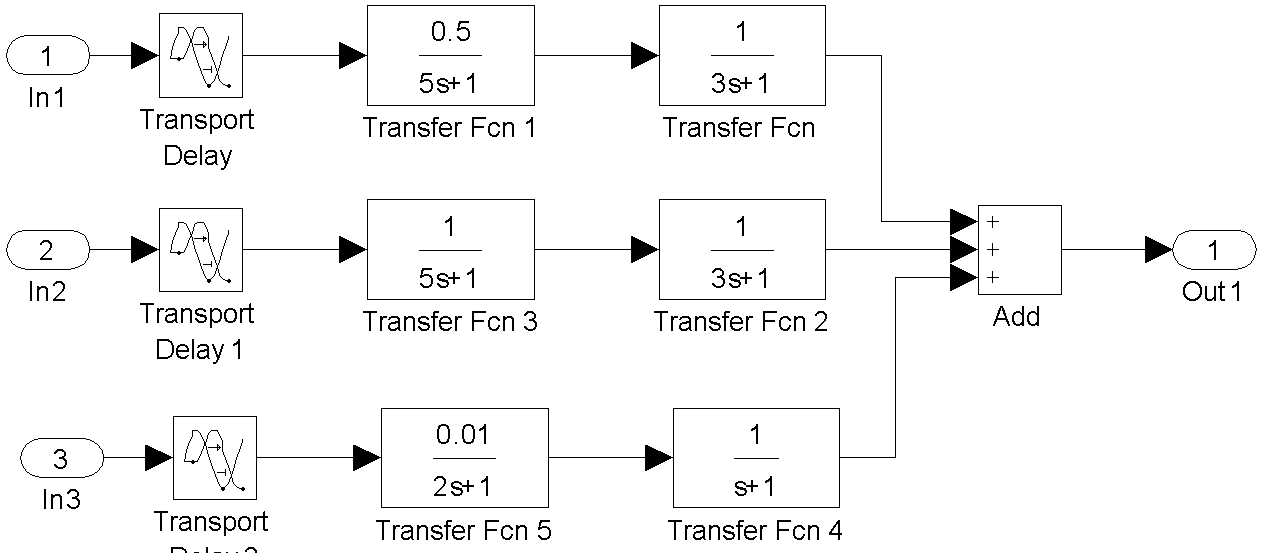 1
In1
Transport
Delay
0.5
5s+1
Transfer Fcn 1
1
3s+1
Transfer Fcn
2
In2
Transport
Delay 1
1
5s+1
Transfer Fcn 3
1
3s+1
Transfer Fcn 2
+
+
+
Add
1
Out1
3
In3
Transport
0.01
2s+1
Transfer Fcn 5
1
s+1
Transfer Fcn 4